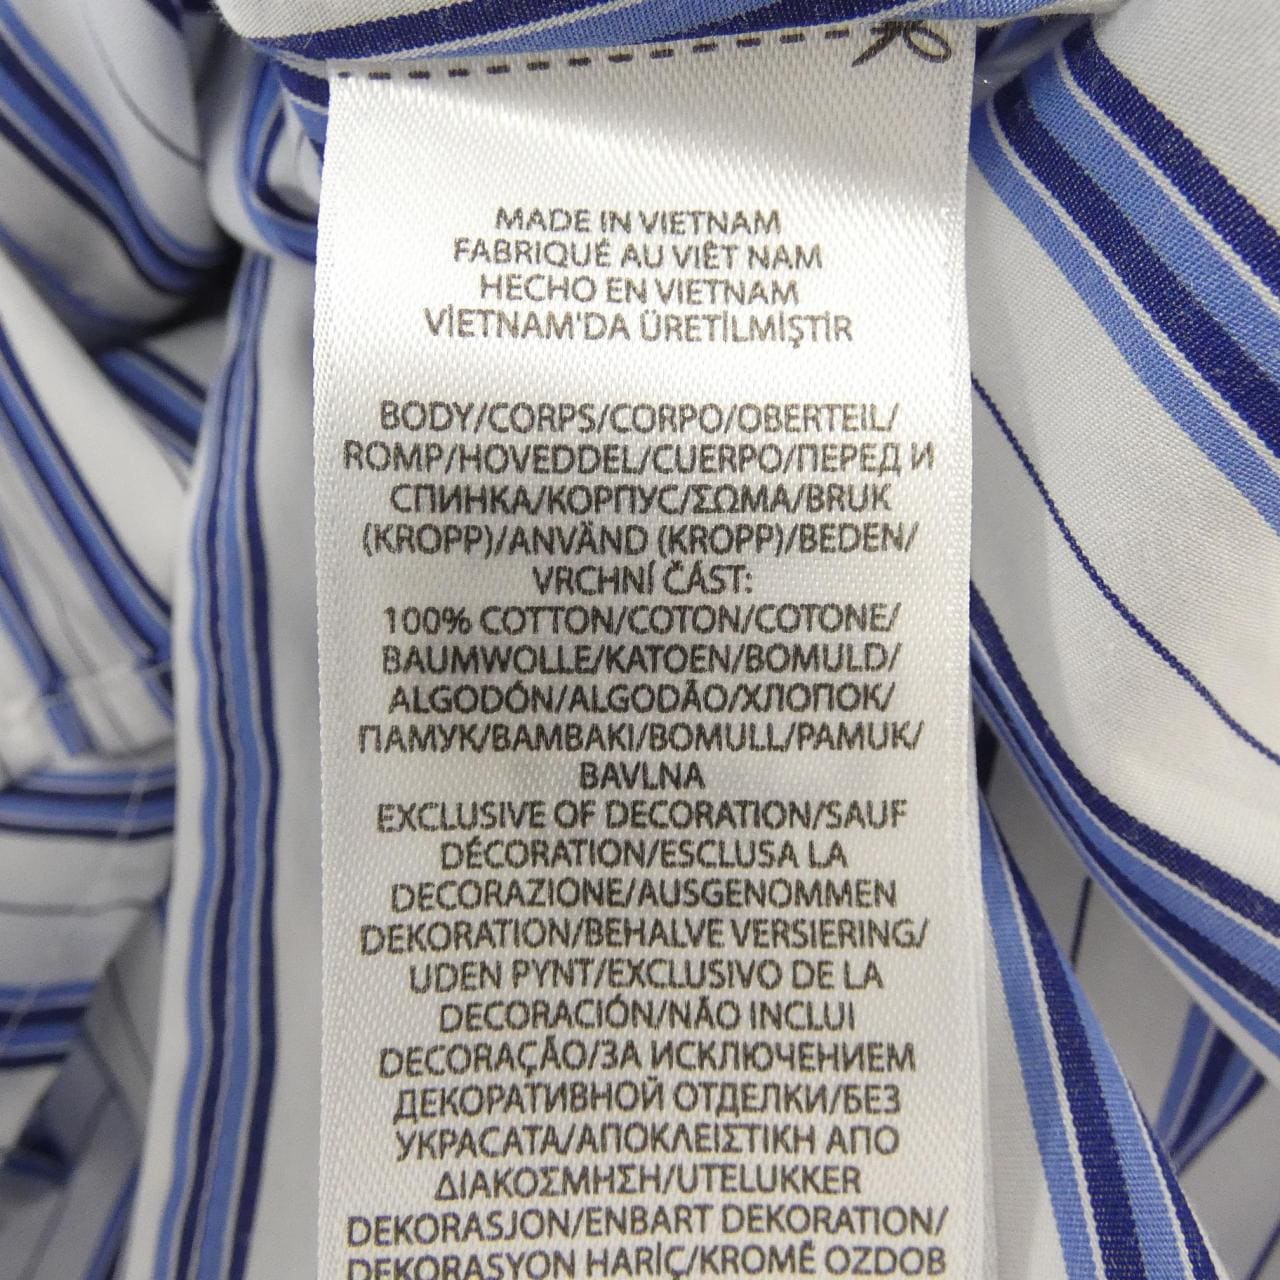 MADE IN VIETNAM
FABRIQUÉ AU VIÊT NAM
HECHO EN VIETNAM
VİETNAM'DA ÜRETİLMİŞTİR
BODY/CORPS/CORPO/OBERTEIL/
ROMP/HOVEDDEL/CUERPO/ПЕРЕД И
СПИНКА/КОРПУС/ΣΩΜΑ/BRUK
(KROPP)/ANVÄND (KROPP)/BEDEN/
VRCHNÍ ČÁST:
100% COTTON/COTON/COTONE/
BAUMWOLLE/KATOEN/BOMULD/
ALGODÓN/ALGODÃO/ХЛОПОК/
ПАМУК/BAMBAKI/BOMULL/PAMUK/
BAVLNA
EXCLUSIVE OF DECORATION/SAUF
DÉCORATION/ESCLUSA LA
DECORAZIONE/AUSGENOMMEN
DEKORATION/BEHALVE VERSIERING/
UDEN PYNT/EXCLUSIVO DE LA
DECORACIÓN/NÃO INCLUI
DECORAÇÃO/ЗА ИСКЛЮЧЕНИЕМ
ДЕКОРАТИВНОЙ ОТДЕЛКИ/БЕЗ
УКРАСАТА/ΑΠΟΚΛΕΙΣΤΙΚΗ ΑΠΟ
ΔΙΑΚΟΣΜΗΣΗ/UTELUKKER
DEKORASJON/ENBART DEKORATION/
DEKORASYON HARİÇ/KROMĚ OZDOB